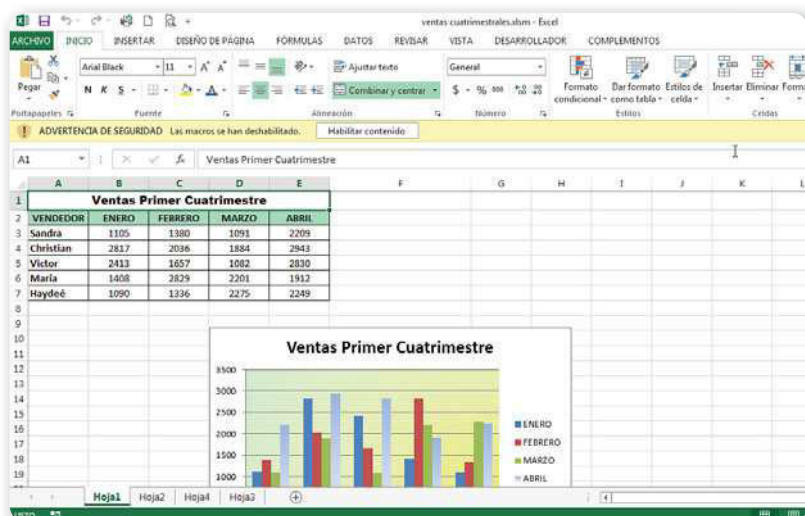 ventas cuatrimestrales.xlsm - Excel
ARCHIVO INICIO INSERTAR DISEÑO DE PÁGINA FÓRMULAS DATOS REVISAR VISTA DESARROLLADOR COMPLEMENTOS
Arial Black 11 A A Ajustar texto General
Pegar N K S A Combinar y centrar $ % 000 Formato condicional Dar formato como tabla Estilos de celda Insertar Eliminar Forma
Portapapeles Fuente Alineación Número Estilos Celdas
ADVERTENCIA DE SEGURIDAD Las macros se han deshabilitado. Habilitar contenido
A1 fx Ventas Primer Cuatrimestre
A B C D E F G H I J K L
1 Ventas Primer Cuatrimestre
2 VENDEDOR ENERO FEBRERO MARZO ABRIL
3 Sandra 1105 1380 1091 2209
4 Christian 2817 2036 1884 2943
5 Victor 2413 1657 1082 2830
6 Maria 1408 2829 2201 1912
7 Haydeé 1090 1336 2275 2249
8
9
10
11 Ventas Primer Cuatrimestre
12 3500
13
14 3000
15 2500 ENERO
16 2000 FEBRERO
17
18 1500 MARZO
19 1000 ABRIL
Hoja1 Hoja2 Hoja4 Hoja3
LISTO